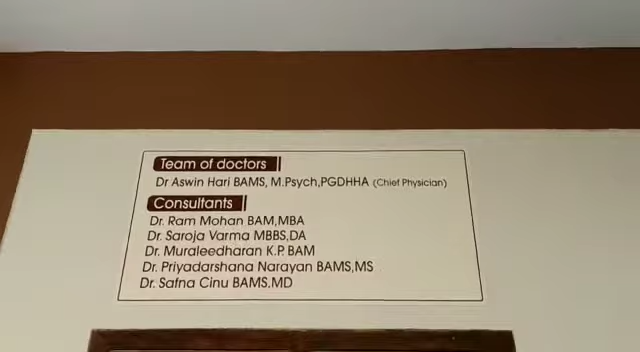 Team of doctors
Dr Aswin Hari BAMS, M.Psych,PGDHHA (Chief Physician)
Consultants
Dr. Ram Mohan BAM,MBA
Dr. Saroja Varma MBBS,DA
Dr. Muraleedharan K.P. BAM
Dr. Priyadarshana Narayan BAMS,MS
Dr. Safna Cinu BAMS.MD